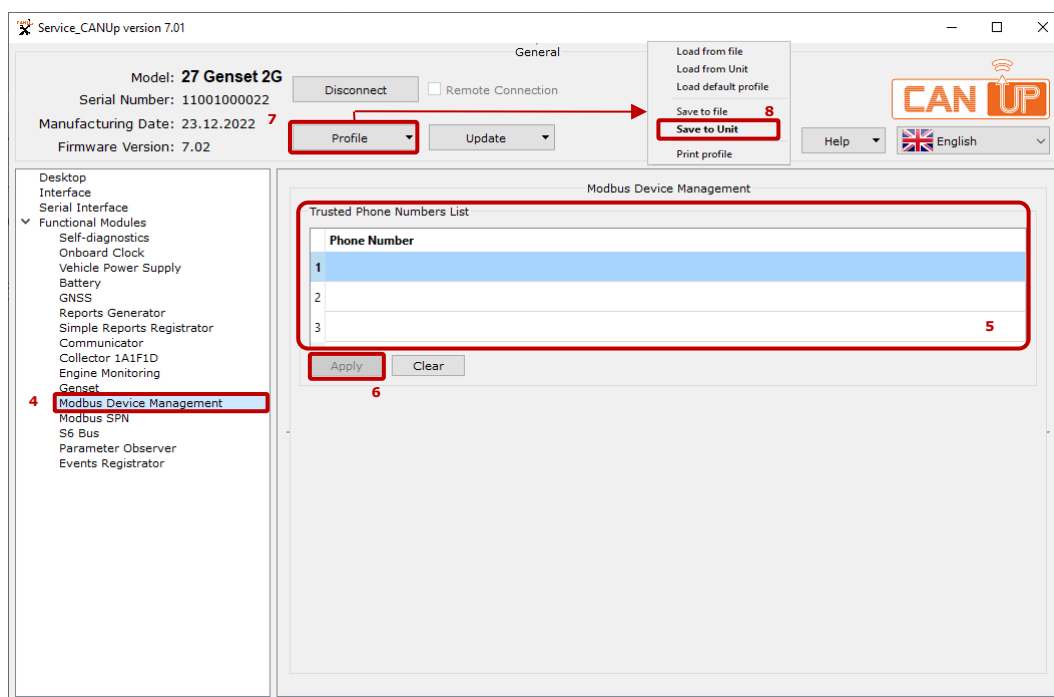 Service_CANUp version 7.01
General
Model: 27 Genset 2G
Serial Number: 11001000022
Manufacturing Date: 23.12.2022
Firmware Version: 7.02
Disconnect
Remote Connection
7
Profile
Update
Load from file
Load from Unit
Load default profile
Save to file
8
Save to Unit
Print profile
Help
English
CAN UP
Desktop
Interface
Serial Interface
Functional Modules
Self-diagnostics
Onboard Clock
Vehicle Power Supply
Battery
GNSS
Reports Generator
Simple Reports Registrator
Communicator
Collector 1A1F1D
Engine Monitoring
Genset
4
Modbus Device Management
Modbus SPN
S6 Bus
Parameter Observer
Events Registrator
Modbus Device Management
Trusted Phone Numbers List
Phone Number
1
2
3
5
Apply
Clear
6